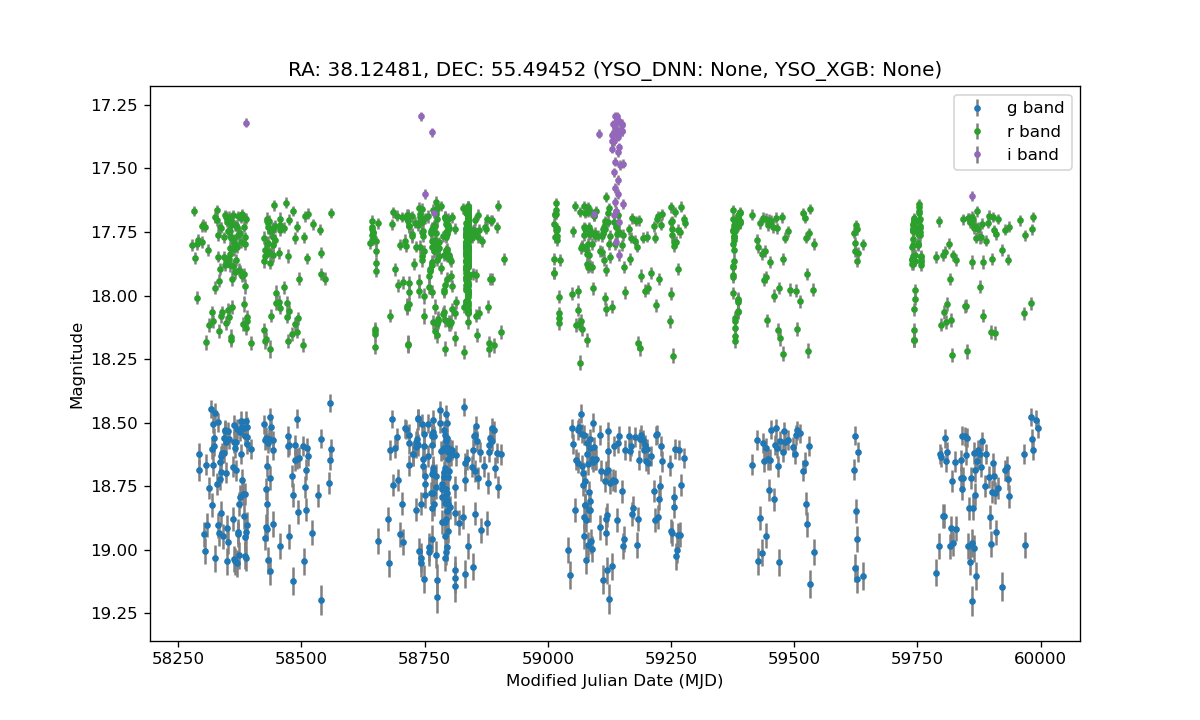 RA: 38.12481, DEC: 55.49452 (YSO_DNN: None, YSO_XGB: None)
g band
r band
i band
17.25
17.50
17.75
18.00
18.25
18.50
18.75
19.00
19.25
Magnitude
58250
58500
58750
59000
59250
59500
59750
60000
Modified Julian Date (MJD)